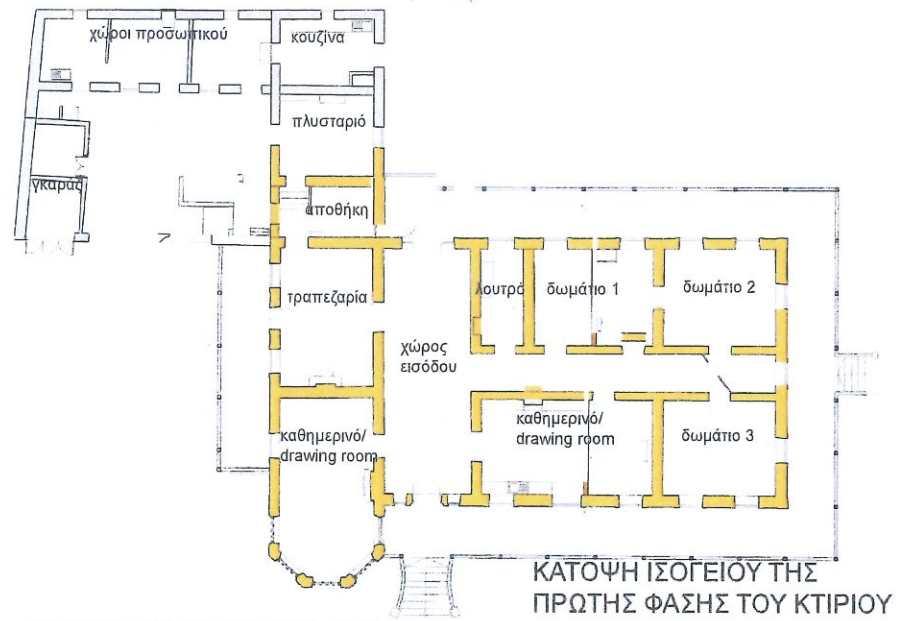 χώροι προσωπικού
κουζίνα
πλυσταριό
γκαράζ
αποθήκη
τραπεζαρία
λουτρό
δωμάτιο 1
δωμάτιο 2
χώρος
εισόδου
καθημερινό/
drawing room
καθημερινό/
drawing room
δωμάτιο 3
ΚΑΤΟΨΗ ΙΣΟΓΕΙΟΥ ΤΗΣ
ΠΡΩΤΗΣ ΦΑΣΗΣ ΤΟΥ ΚΤΙΡΙΟΥ